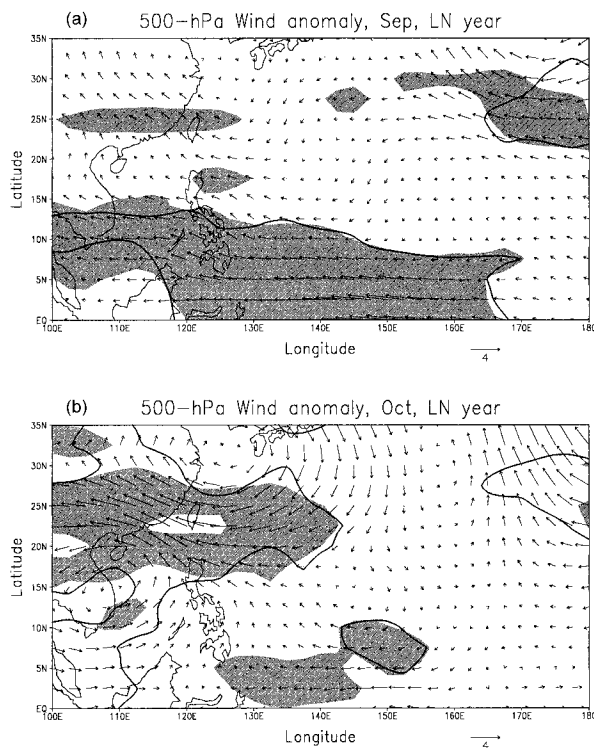 (a) 500-hPa Wind anomaly, Sep, LN year
35N
30N
25N
20N
15N
10N
5N
EQ
Latitude
100E 110E 120E 130E 140E 150E 160E 170E 180
Longitude
4
(b) 500-hPa Wind anomaly, Oct, LN year
35N
30N
25N
20N
15N
10N
5N
EQ
Latitude
100E 110E 120E 130E 140E 150E 160E 170E 180
Longitude
4